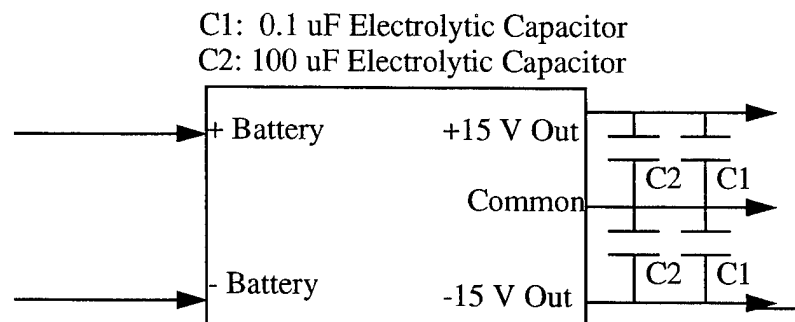 C1: 0.1 uF Electrolytic Capacitor
C2: 100 uF Electrolytic Capacitor
+ Battery
+15 V Out
C2
C1
Common
- Battery
-15 V Out
C2
C1